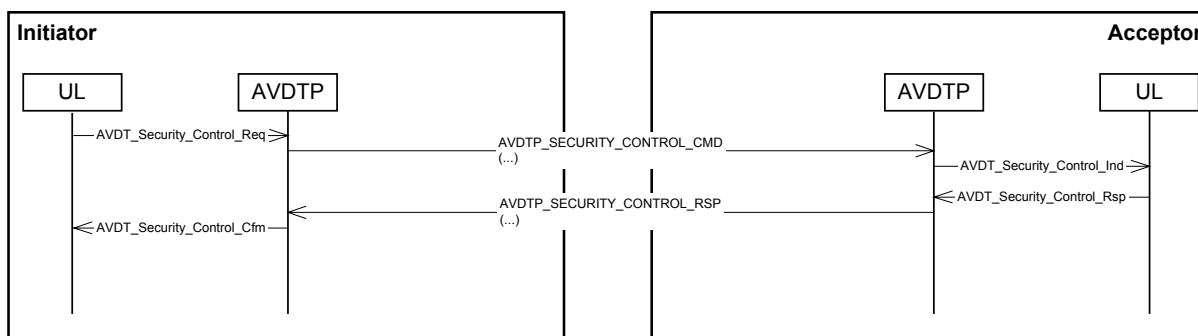 Initiator
Acceptor
UL
AVDTP
AVDTP
UL
AVDT_Security_Control_Req
AVDTP_SECURITY_CONTROL_CMD
(...)
AVDT_Security_Control_Ind
AVDT_Security_Control_Rsp
AVDTP_SECURITY_CONTROL_RSP
(...)
AVDT_Security_Control_Cfm